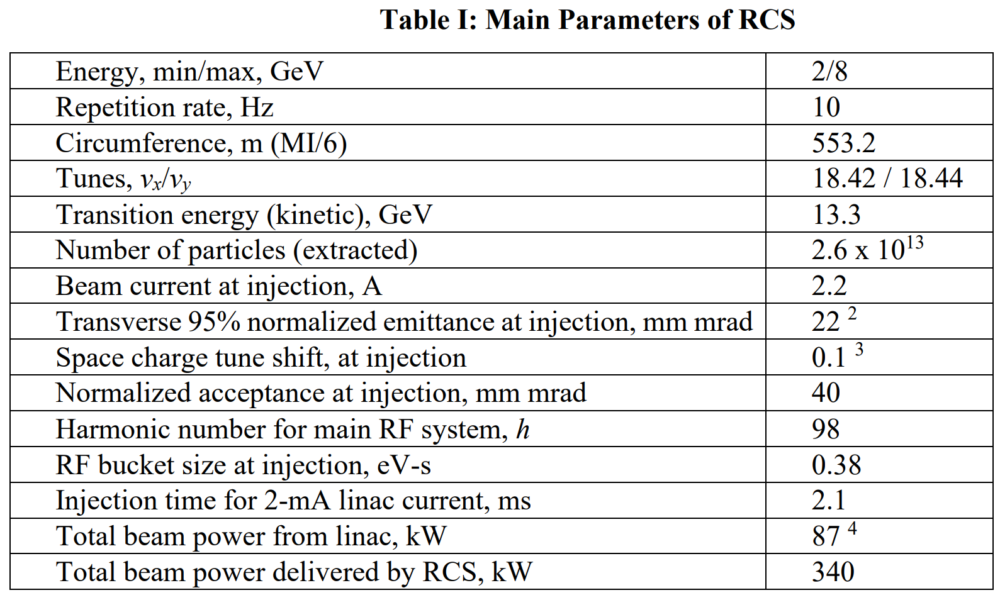 Table I: Main Parameters of RCS
Energy, min/max, GeV 2/8
Repetition rate, Hz 10
Circumference, m (MI/6) 553.2
Tunes, νx/νy 18.42 / 18.44
Transition energy (kinetic), GeV 13.3
Number of particles (extracted) 2.6 x 10¹³
Beam current at injection, A 2.2
Transverse 95% normalized emittance at injection, mm mrad 22 ²
Space charge tune shift, at injection 0.1 ³
Normalized acceptance at injection, mm mrad 40
Harmonic number for main RF system, h 98
RF bucket size at injection, eV-s 0.38
Injection time for 2-mA linac current, ms 2.1
Total beam power from linac, kW 87 ⁴
Total beam power delivered by RCS, kW 340